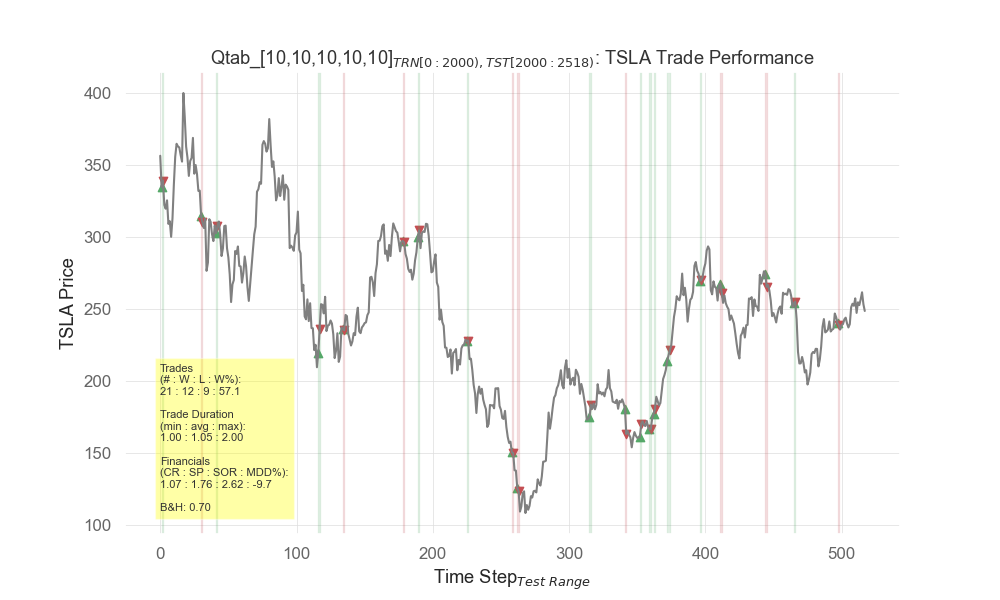 Qtab_[10,10,10,10,10]TRN[0 : 2000), TST[2000 : 2518): TSLA Trade Performance
TSLA Price
400
350
300
250
200
150
100
Trades
(# : W : L : W%):
21 : 12 : 9 : 57.1
Trade Duration
(min : avg : max):
1.00 : 1.05 : 2.00
Financials
(CR : SP : SOR : MDD%):
1.07 : 1.76 : 2.62 : -9.7
B&H: 0.70
0 100 200 300 400 500
Time StepTest Range